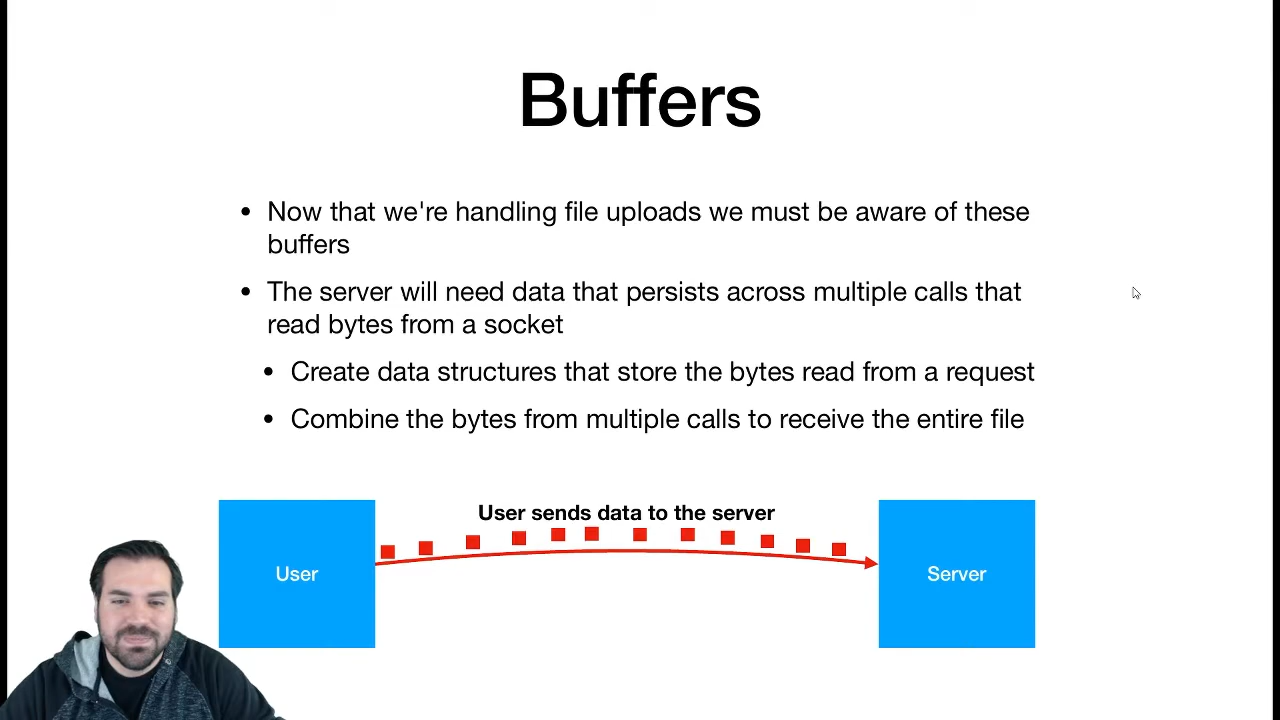 Buffers
• Now that we're handling file uploads we must be aware of these
buffers
• The server will need data that persists across multiple calls that
read bytes from a socket
• Create data structures that store the bytes read from a request
• Combine the bytes from multiple calls to receive the entire file
User sends data to the server
User
Server